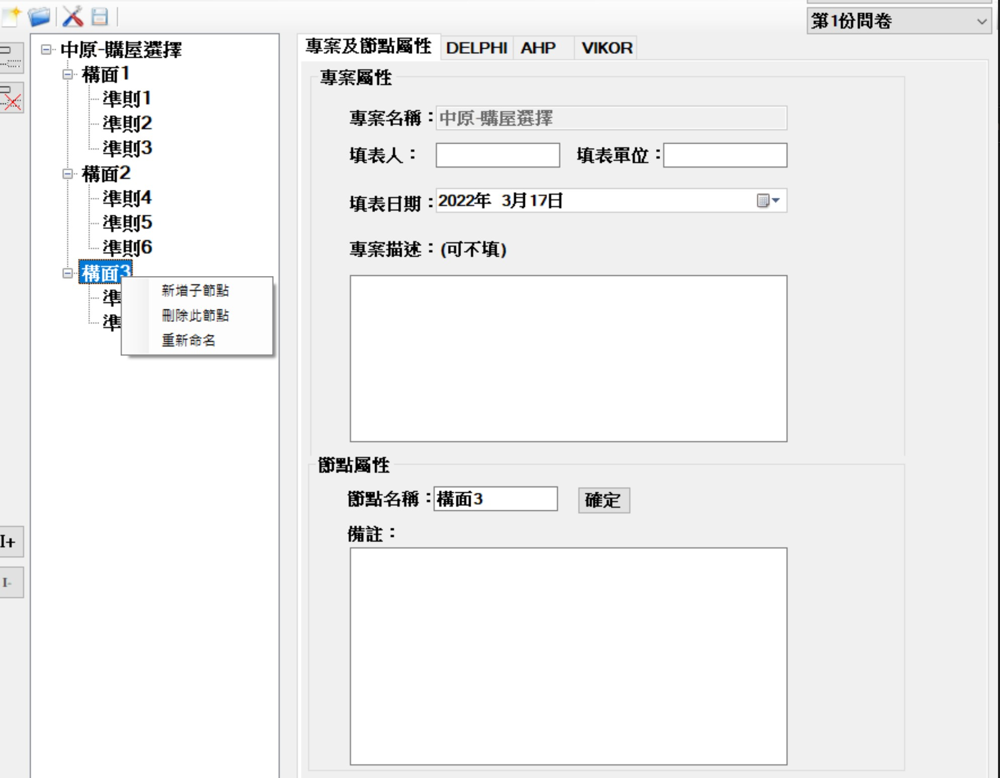 第1份問卷
中原-購屋選擇
構面1
準則1
準則2
準則3
構面2
準則4
準則5
準則6
構面3
準
準
新增子節點
刪除此節點
重新命名
I+
I-
專案及節點屬性 DELPHI AHP VIKOR
專案屬性
專案名稱：中原-購屋選擇
填表人： 填表單位：
填表日期：2022年 3月17日
專案描述：(可不填)
節點屬性
節點名稱：構面3 確定
備註：